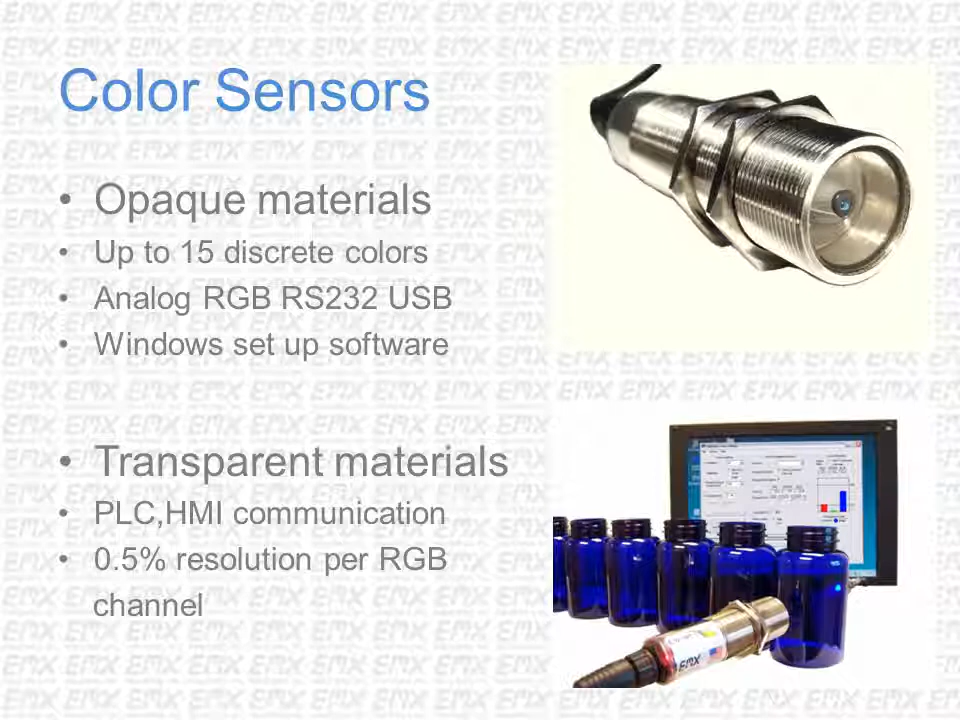 Color Sensors
• Opaque materials
• Up to 15 discrete colors
• Analog RGB RS232 USB
• Windows set up software
• Transparent materials
• PLC,HMI communication
• 0.5% resolution per RGB
channel
EMX